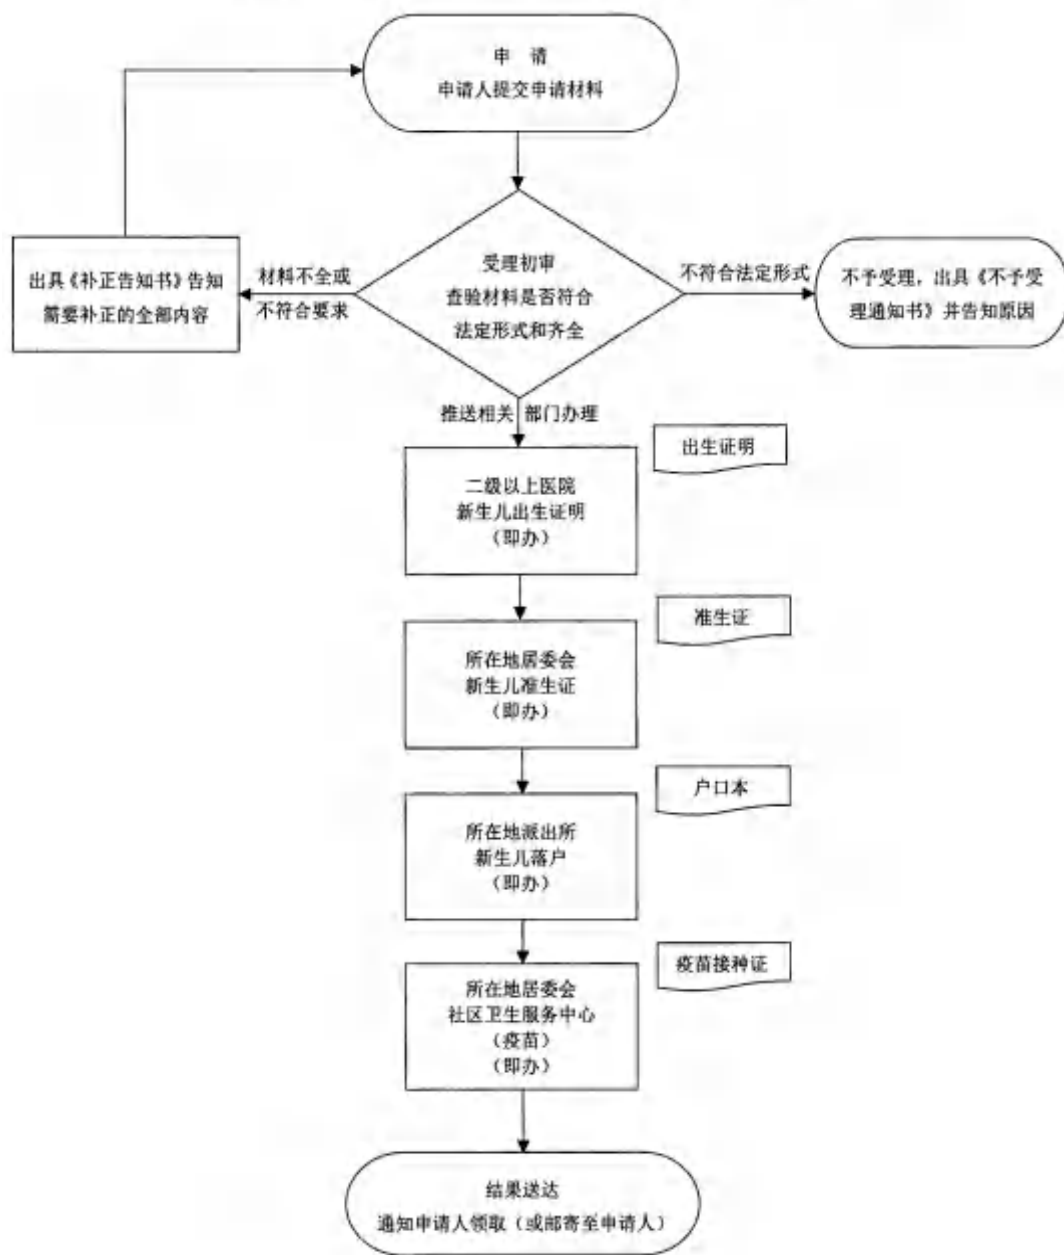 申 请
申请人提交申请材料
出具《补正告知书》告知
需要补正的全部内容
材料不全或
不符合要求
受理初审
查验材料是否符合
法定形式和齐全
不符合法定形式
不予受理，出具《不予受
理通知书》并告知原因
推送相关 部门办理
出生证明
二级以上医院
新生儿出生证明
（即办）
准生证
所在地居委会
新生儿准生证
（即办）
户口本
所在地派出所
新生儿落户
（即办）
疫苗接种证
所在地居委会
社区卫生服务中心
（疫苗）
（即办）
结果送达
通知申请人领取（或邮寄至申请人）